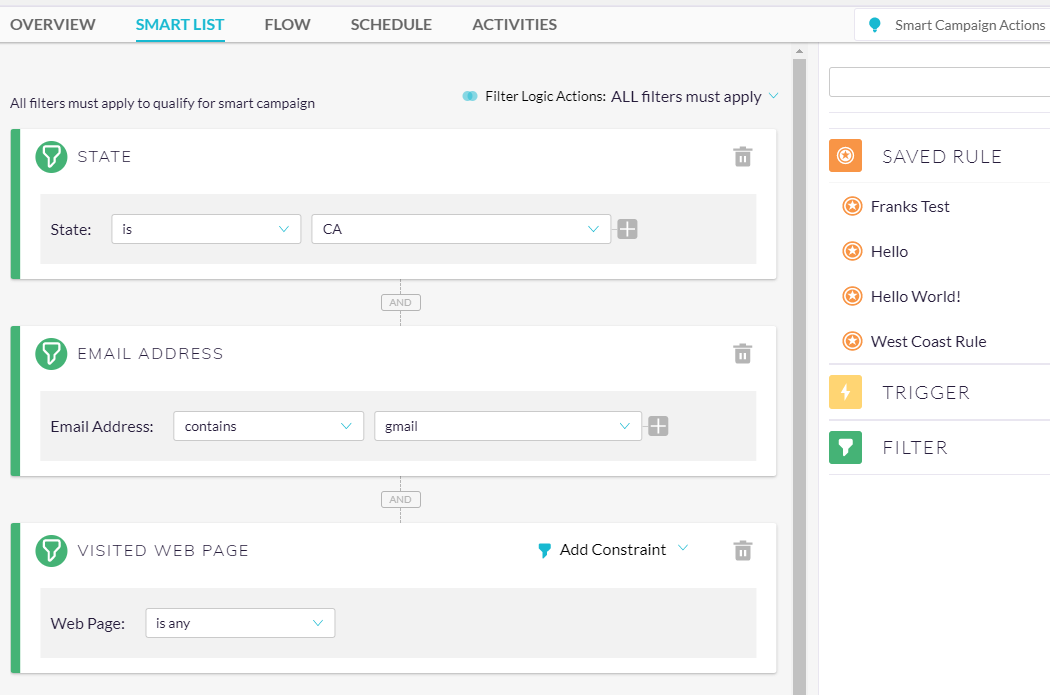 OVERVIEW SMART LIST FLOW SCHEDULE ACTIVITIES Smart Campaign Actions
All filters must apply to qualify for smart campaign
Filter Logic Actions: ALL filters must apply
STATE
State: is CA
AND
EMAIL ADDRESS
Email Address: contains gmail
AND
VISITED WEB PAGE Add Constraint
Web Page: is any
SAVED RULE
Franks Test
Hello
Hello World!
West Coast Rule
TRIGGER
FILTER